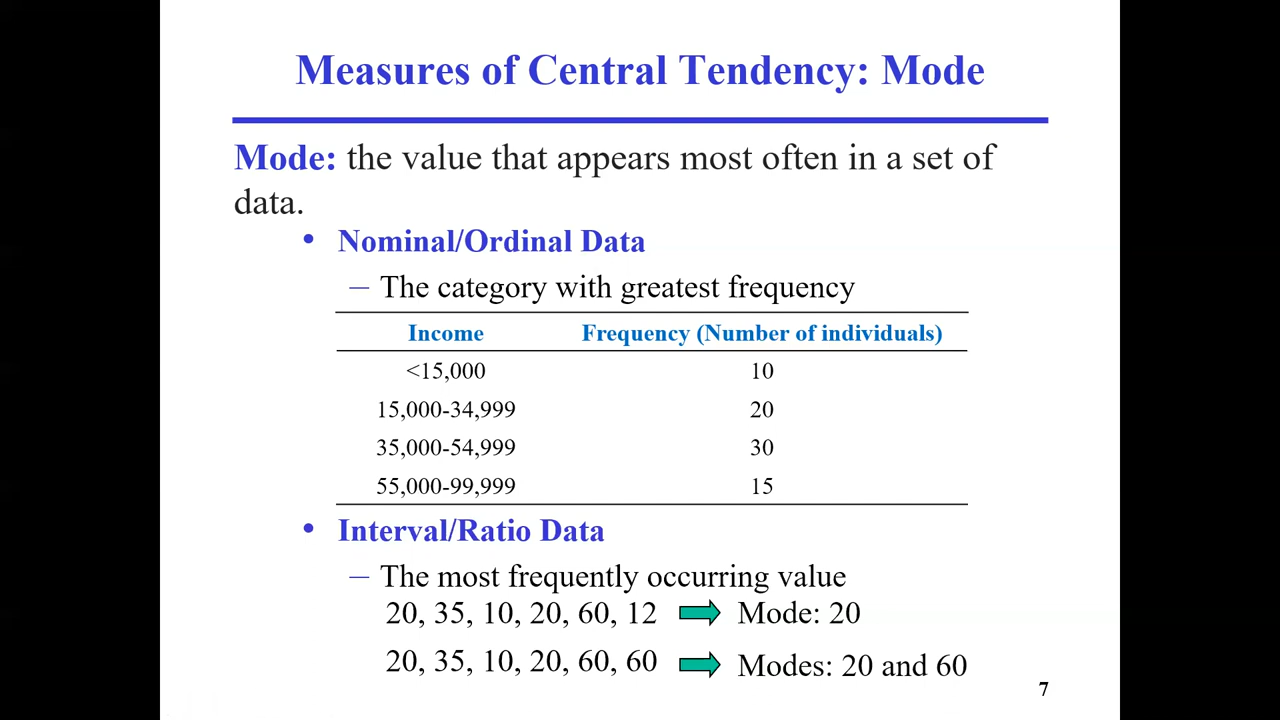 Measures of Central Tendency: Mode
Mode: the value that appears most often in a set of
data.
• Nominal/Ordinal Data
– The category with greatest frequency
Income Frequency (Number of individuals)
<15,000 10
15,000-34,999 20
35,000-54,999 30
55,000-99,999 15
• Interval/Ratio Data
– The most frequently occurring value
20, 35, 10, 20, 60, 12 Mode: 20
20, 35, 10, 20, 60, 60 Modes: 20 and 60
7